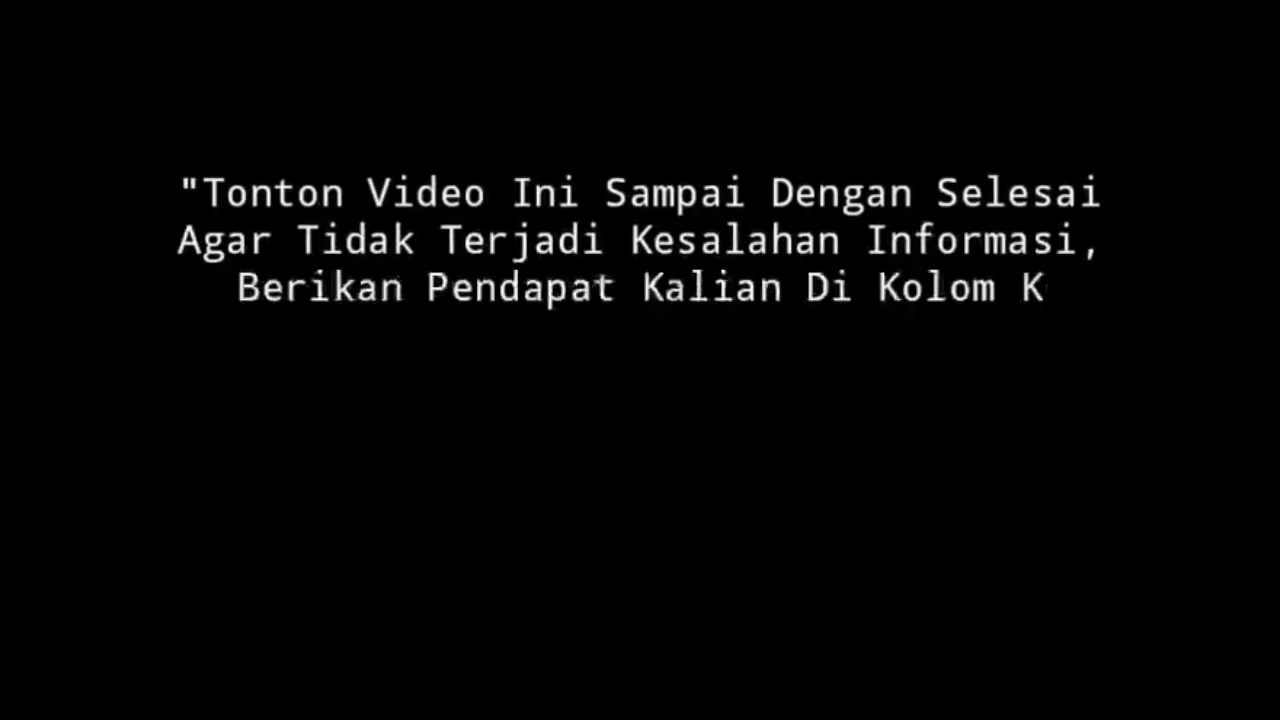 "Tonton Video Ini Sampai Dengan Selesai
Agar Tidak Terjadi Kesalahan Informasi,
Berikan Pendapat Kalian Di Kolom K